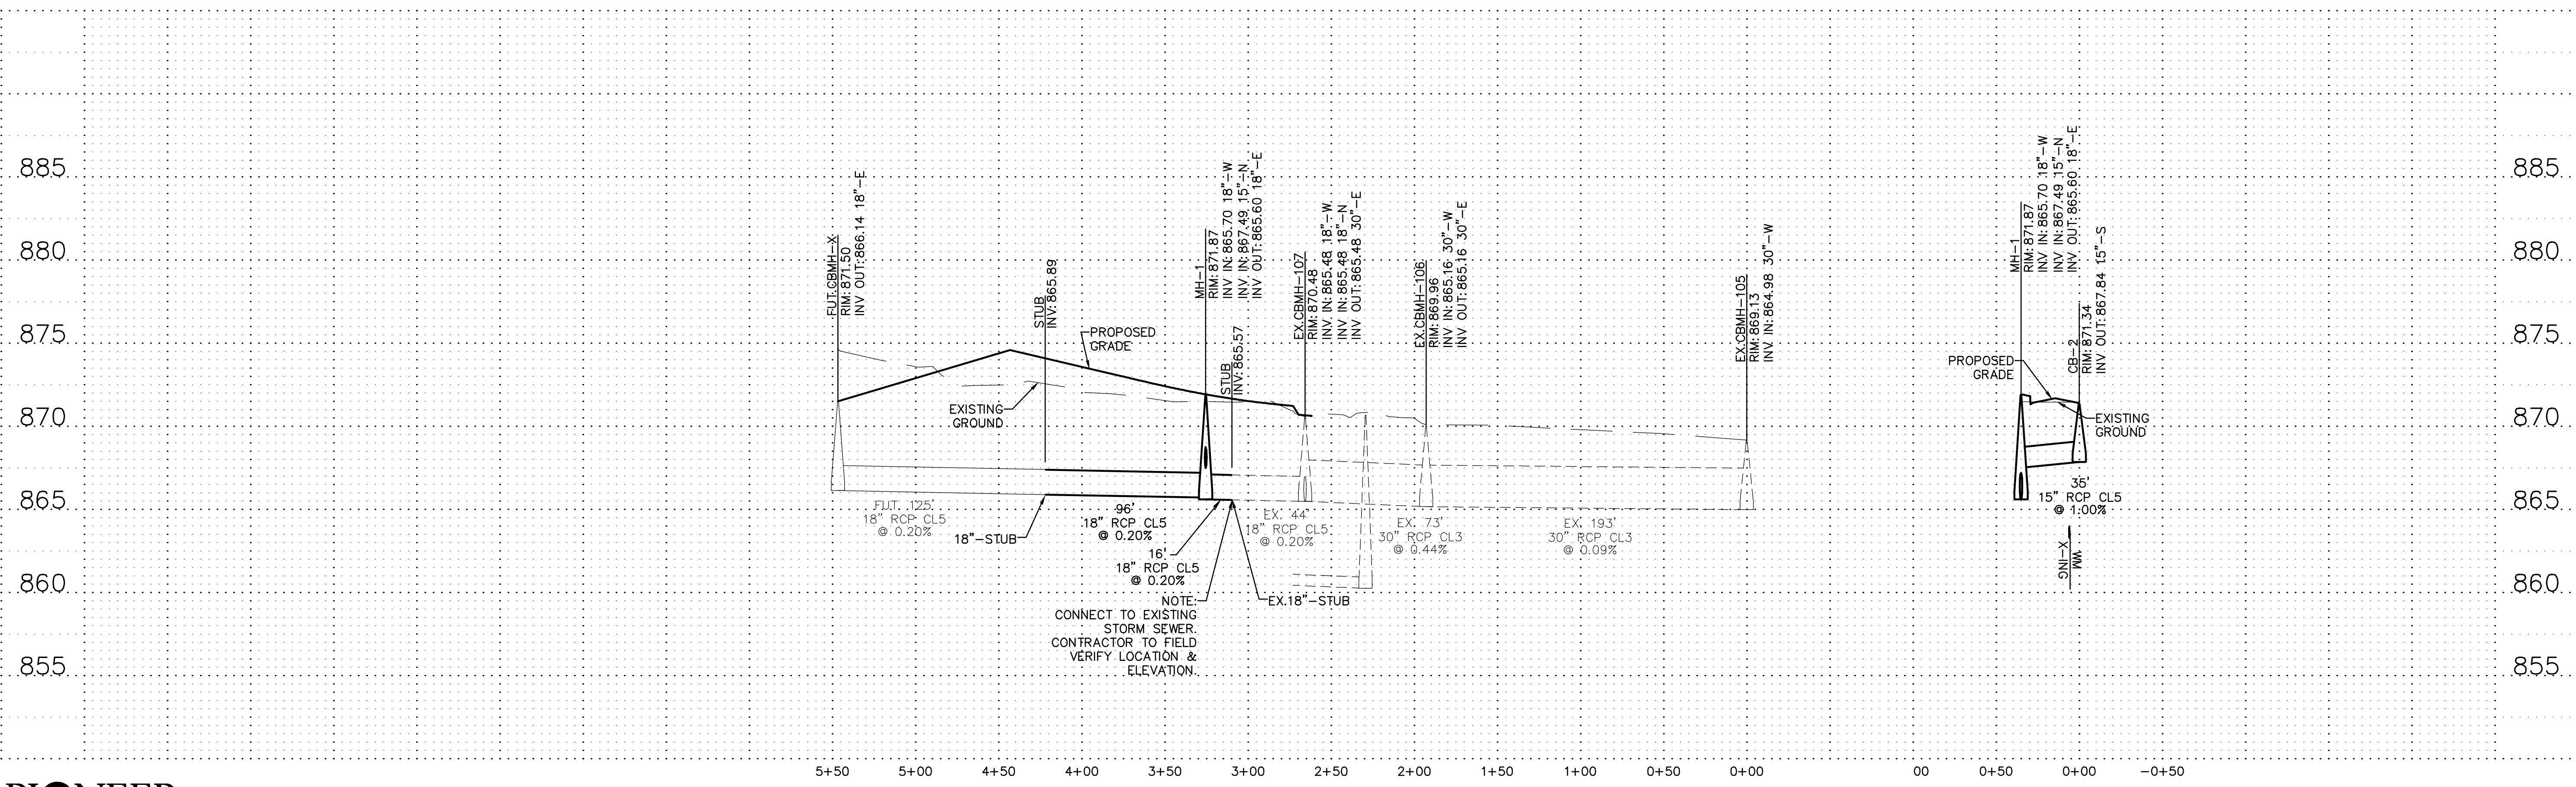 885
880
875
870
865
860
855
FUT.CBMH-X
RIM:871.50
INV OUT:866.14 18"-E
STUB
INV:865.89
PROPOSED
GRADE
EXISTING
GROUND
MH-1
RIM:871.87
INV IN:865.70 18"-W
INV IN:867.49 15"-N
INV OUT:865.60 18"-E
STUB
INV:865.57
EX.CBMH-107
RIM:870.48
INV IN:865.48 18"-W
INV IN:865.48 18"-N
INV OUT:865.48 30"-E
EX.CBMH-106
RIM:869.96
INV IN:865.16 30"-W
INV OUT:865.16 30"-E
EX.CBMH-105
RIM:869.13
INV IN:864.98 30"-W
FUT. 125'
18" RCP CL5
@ 0.20%
18"-STUB
96'
18" RCP CL5
@ 0.20%
16'
18" RCP CL5
@ 0.20%
NOTE:
CONNECT TO EXISTING
STORM SEWER.
CONTRACTOR TO FIELD
VERIFY LOCATION &
ELEVATION.
EX.18"-STUB
EX. 44'
18" RCP CL5
@ 0.20%
EX. 73'
30" RCP CL3
@ 0.44%
EX. 193'
30" RCP CL3
@ 0.09%
MH-1
RIM:871.87
INV IN:865.70 18"-W
INV IN:867.49 15"-N
INV OUT:865.60 18"-E
CB-2
RIM:871.34
INV OUT:867.84 15"-S
PROPOSED
GRADE
EXISTING
GROUND
35'
15" RCP CL5
@ 1.00%
WM
X-ING
885
880
875
870
865
860
855
5+50 5+00 4+50 4+00 3+50 3+00 2+50 2+00 1+50 1+00 0+50 0+00 00 0+50 0+00 -0+50
PIONEER